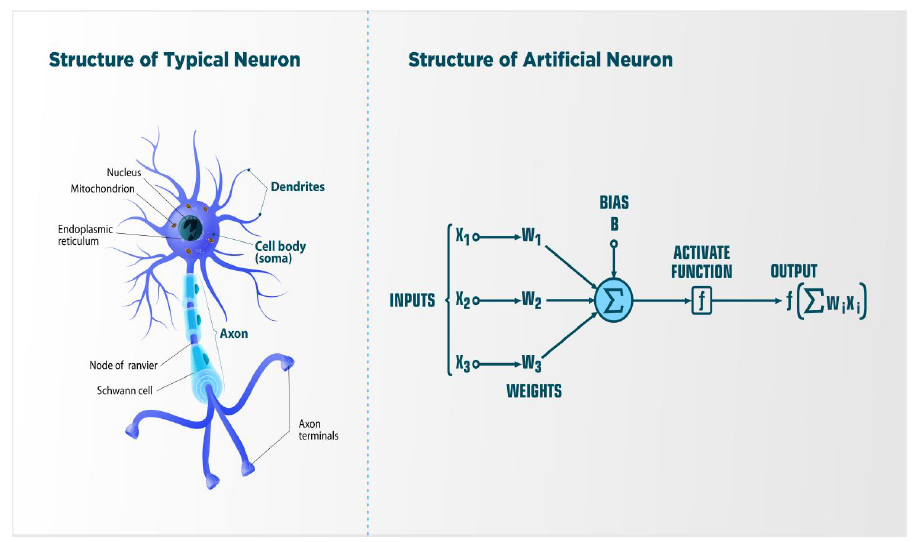 Structure of Typical Neuron
Nucleus
Mitochondrion
Endoplasmic
reticulum
Dendrites
Cell body
(soma)
Axon
Node of ranvier
Schwann cell
Axon
terminals
Structure of Artificial Neuron
INPUTS
X1
X2
X3
W1
W2
W3
WEIGHTS
BIAS
B
Σ
ACTIVATE
FUNCTION
f
OUTPUT
f(Σ wixi)